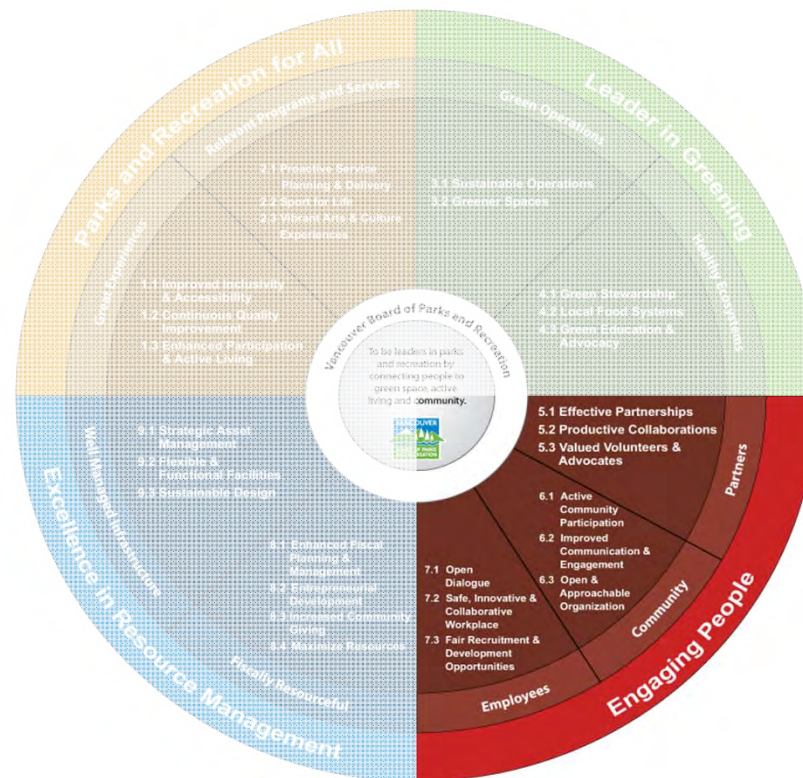 Parks and Recreation for All
Relevant Programs and Services
2.1 Proactive Service
Planning & Delivery
2.2 Sport for Life
2.3 Vibrant Arts & Culture
Experiences
Great Experiences
1.1 Improved Inclusivity
& Accessibility
1.2 Continuous Quality
Improvement
1.3 Enhanced Participation
& Active Living
Leader in Greening
Green Operations
3.1 Sustainable Operations
3.2 Greener Spaces
Healthy Ecosystems
4.1 Green Stewardship
4.2 Local Food Systems
4.3 Green Education &
Advocacy
Vancouver Board of Parks and Recreation
To be leaders in parks
and recreation by
connecting people to
green space, active
living and community.
VANCOUVER
BOARD OF PARKS
AND RECREATION
Engaging People
Partners
5.1 Effective Partnerships
5.2 Productive Collaborations
5.3 Valued Volunteers &
Advocates
Community
6.1 Active
Community
Participation
6.2 Improved
Communication &
Engagement
6.3 Open &
Approachable
Organization
Employees
7.1 Open
Dialogue
7.2 Safe, Innovative &
Collaborative
Workplace
7.3 Fair Recruitment &
Development
Opportunities
Excellence in Resource Management
Fiscally Resourceful
8.1 Enhanced Fiscal
Planning &
Management
8.2 Entrepreneurial
Development
8.3 Increased Community
Giving
8.4 Maximize Resources
Well Managed Infrastructure
9.1 Strategic Asset
Management
9.2 Flexible &
Functional Facilities
9.3 Sustainable Design